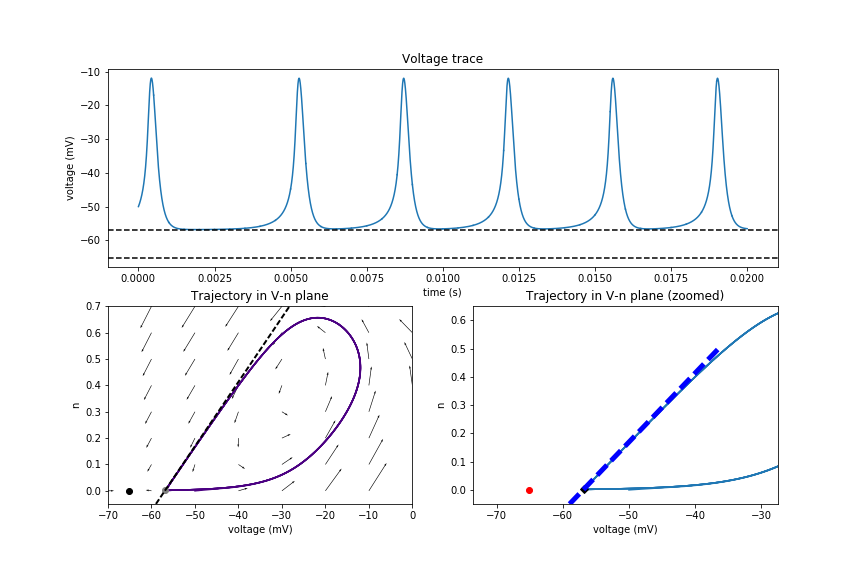 Voltage trace
voltage (mV)
−10
−20
−30
−40
−50
−60
0.0000 0.0025 0.0050 0.0075 0.0100 0.0125 0.0150 0.0175 0.0200
time (s)
Trajectory in V-n plane
n
0.7
0.6
0.5
0.4
0.3
0.2
0.1
0.0
−70 −60 −50 −40 −30 −20 −10 0
voltage (mV)
Trajectory in V-n plane (zoomed)
n
0.6
0.5
0.4
0.3
0.2
0.1
0.0
−70 −60 −50 −40 −30
voltage (mV)